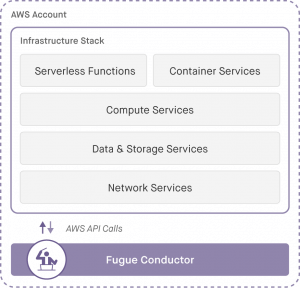 AWS Account
Infrastructure Stack
Serverless Functions
Container Services
Compute Services
Data & Storage Services
Network Services
AWS API Calls
Fugue Conductor